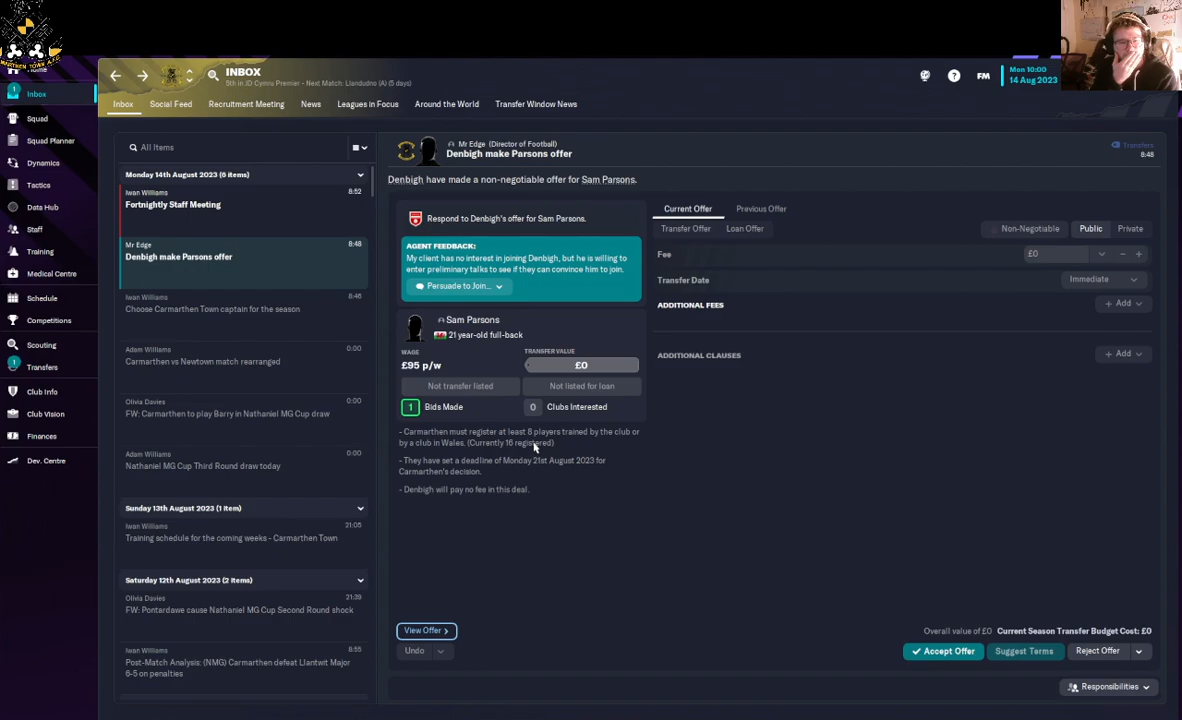 MARTHEN TOWN A.F.C
Home
1
Inbox
Squad
Squad Planner
Dynamics
Tactics
Data Hub
Staff
Training
Medical Centre
Schedule
Competitions
Scouting
1
Transfers
Club Info
Club Vision
Finances
Dev. Centre
INBOX
5th in JD Cymru Premier - Next Match: Llandudno (A) (5 days)
FM
Mon 10:00
14 Aug 2023
Inbox
Social Feed
Recruitment Meeting
News
Leagues in Focus
Around the World
Transfer Window News
All Items
Monday 14th August 2023 (6 items)
Iwan Williams 8:52
Fortnightly Staff Meeting
Mr Edge 8:48
Denbigh make Parsons offer
Iwan Williams 8:46
Choose Carmarthen Town captain for the season
Adam Williams 0:00
Carmarthen vs Newtown match rearranged
Olivia Davies 0:00
FW: Carmarthen to play Barry in Nathaniel MG Cup draw
Adam Williams 0:00
Nathaniel MG Cup Third Round draw today
Sunday 13th August 2023 (1 item)
Iwan Williams 21:05
Training schedule for the coming weeks - Carmarthen Town
Saturday 12th August 2023 (2 items)
Olivia Davies 21:39
FW: Pontardawe cause Nathaniel MG Cup Second Round shock
Iwan Williams 8:55
Post-Match Analysis: (NMG) Carmarthen defeat Llantwit Major
6-5 on penalties
Mr Edge (Director of Football)
Denbigh make Parsons offer
Transfers
8:48
Denbigh have made a non-negotiable offer for Sam Parsons.
Respond to Denbigh's offer for Sam Parsons.
AGENT FEEDBACK:
My client has no interest in joining Denbigh, but he is willing to
enter preliminary talks to see if they can convince him to join.
Persuade to Join...
Sam Parsons
21 year-old full-back
WAGE
£95 p/w
TRANSFER VALUE
£0
Not transfer listed
Not listed for loan
1 Bids Made
0 Clubs Interested
- Carmarthen must register at least 8 players trained by the club or
by a club in Wales. (Currently 16 registered)
- They have set a deadline of Monday 21st August 2023 for
Carmarthen's decision.
- Denbigh will pay no fee in this deal.
Current Offer
Previous Offer
Transfer Offer
Loan Offer
Non-Negotiable
Public
Private
Fee
£0
Transfer Date
Immediate
ADDITIONAL FEES
+ Add
ADDITIONAL CLAUSES
+ Add
View Offer >
Undo
Overall value of £0 Current Season Transfer Budget Cost: £0
Accept Offer
Suggest Terms
Reject Offer
Responsibilities